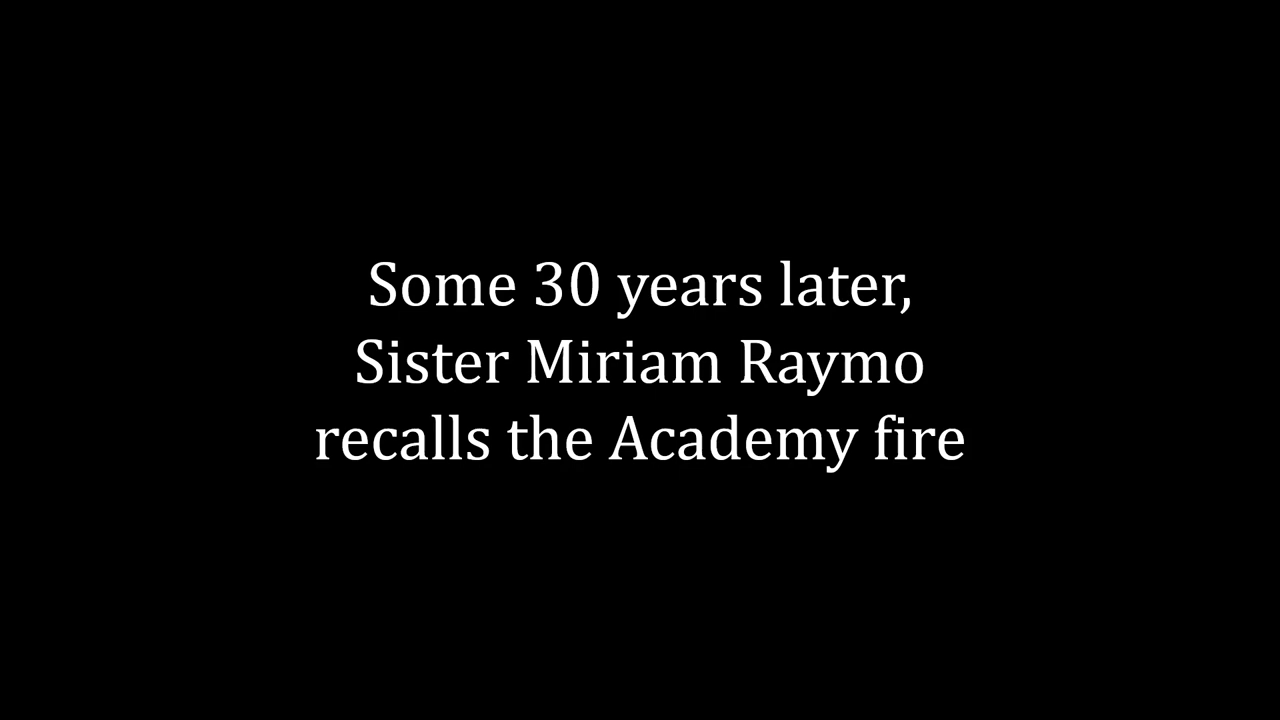 Some 30 years later,
Sister Miriam Raymo
recalls the Academy fire